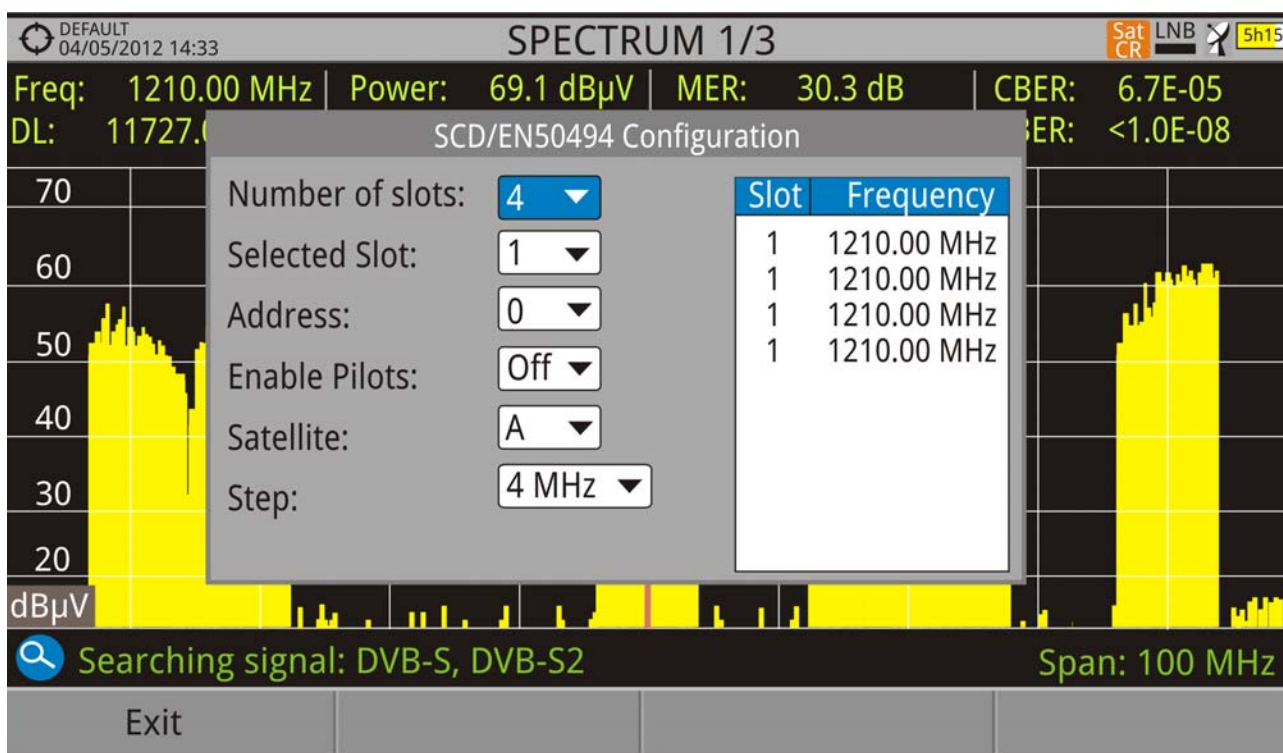 DEFAULT
04/05/2012 14:33
SPECTRUM 1/3
Sat CR
LNB
5h15
Freq: 1210.00 MHz | Power: 69.1 dBµV | MER: 30.3 dB | CBER: 6.7E-05
DL: 11727.
BER: <1.0E-08
SCD/EN50494 Configuration
Number of slots: 4
Selected Slot: 1
Address: 0
Enable Pilots: Off
Satellite: A
Step: 4 MHz
Slot Frequency
1 1210.00 MHz
1 1210.00 MHz
1 1210.00 MHz
1 1210.00 MHz
70
60
50
40
30
20
dBµV
Searching signal: DVB-S, DVB-S2
Span: 100 MHz
Exit